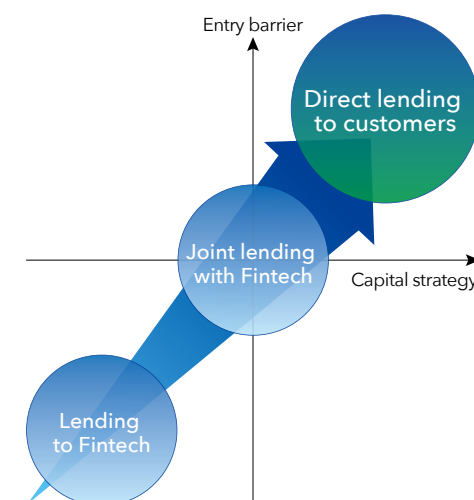 Entry barrier
Direct lending
to customers
Joint lending
with Fintech
Capital strategy
Lending
to Fintech